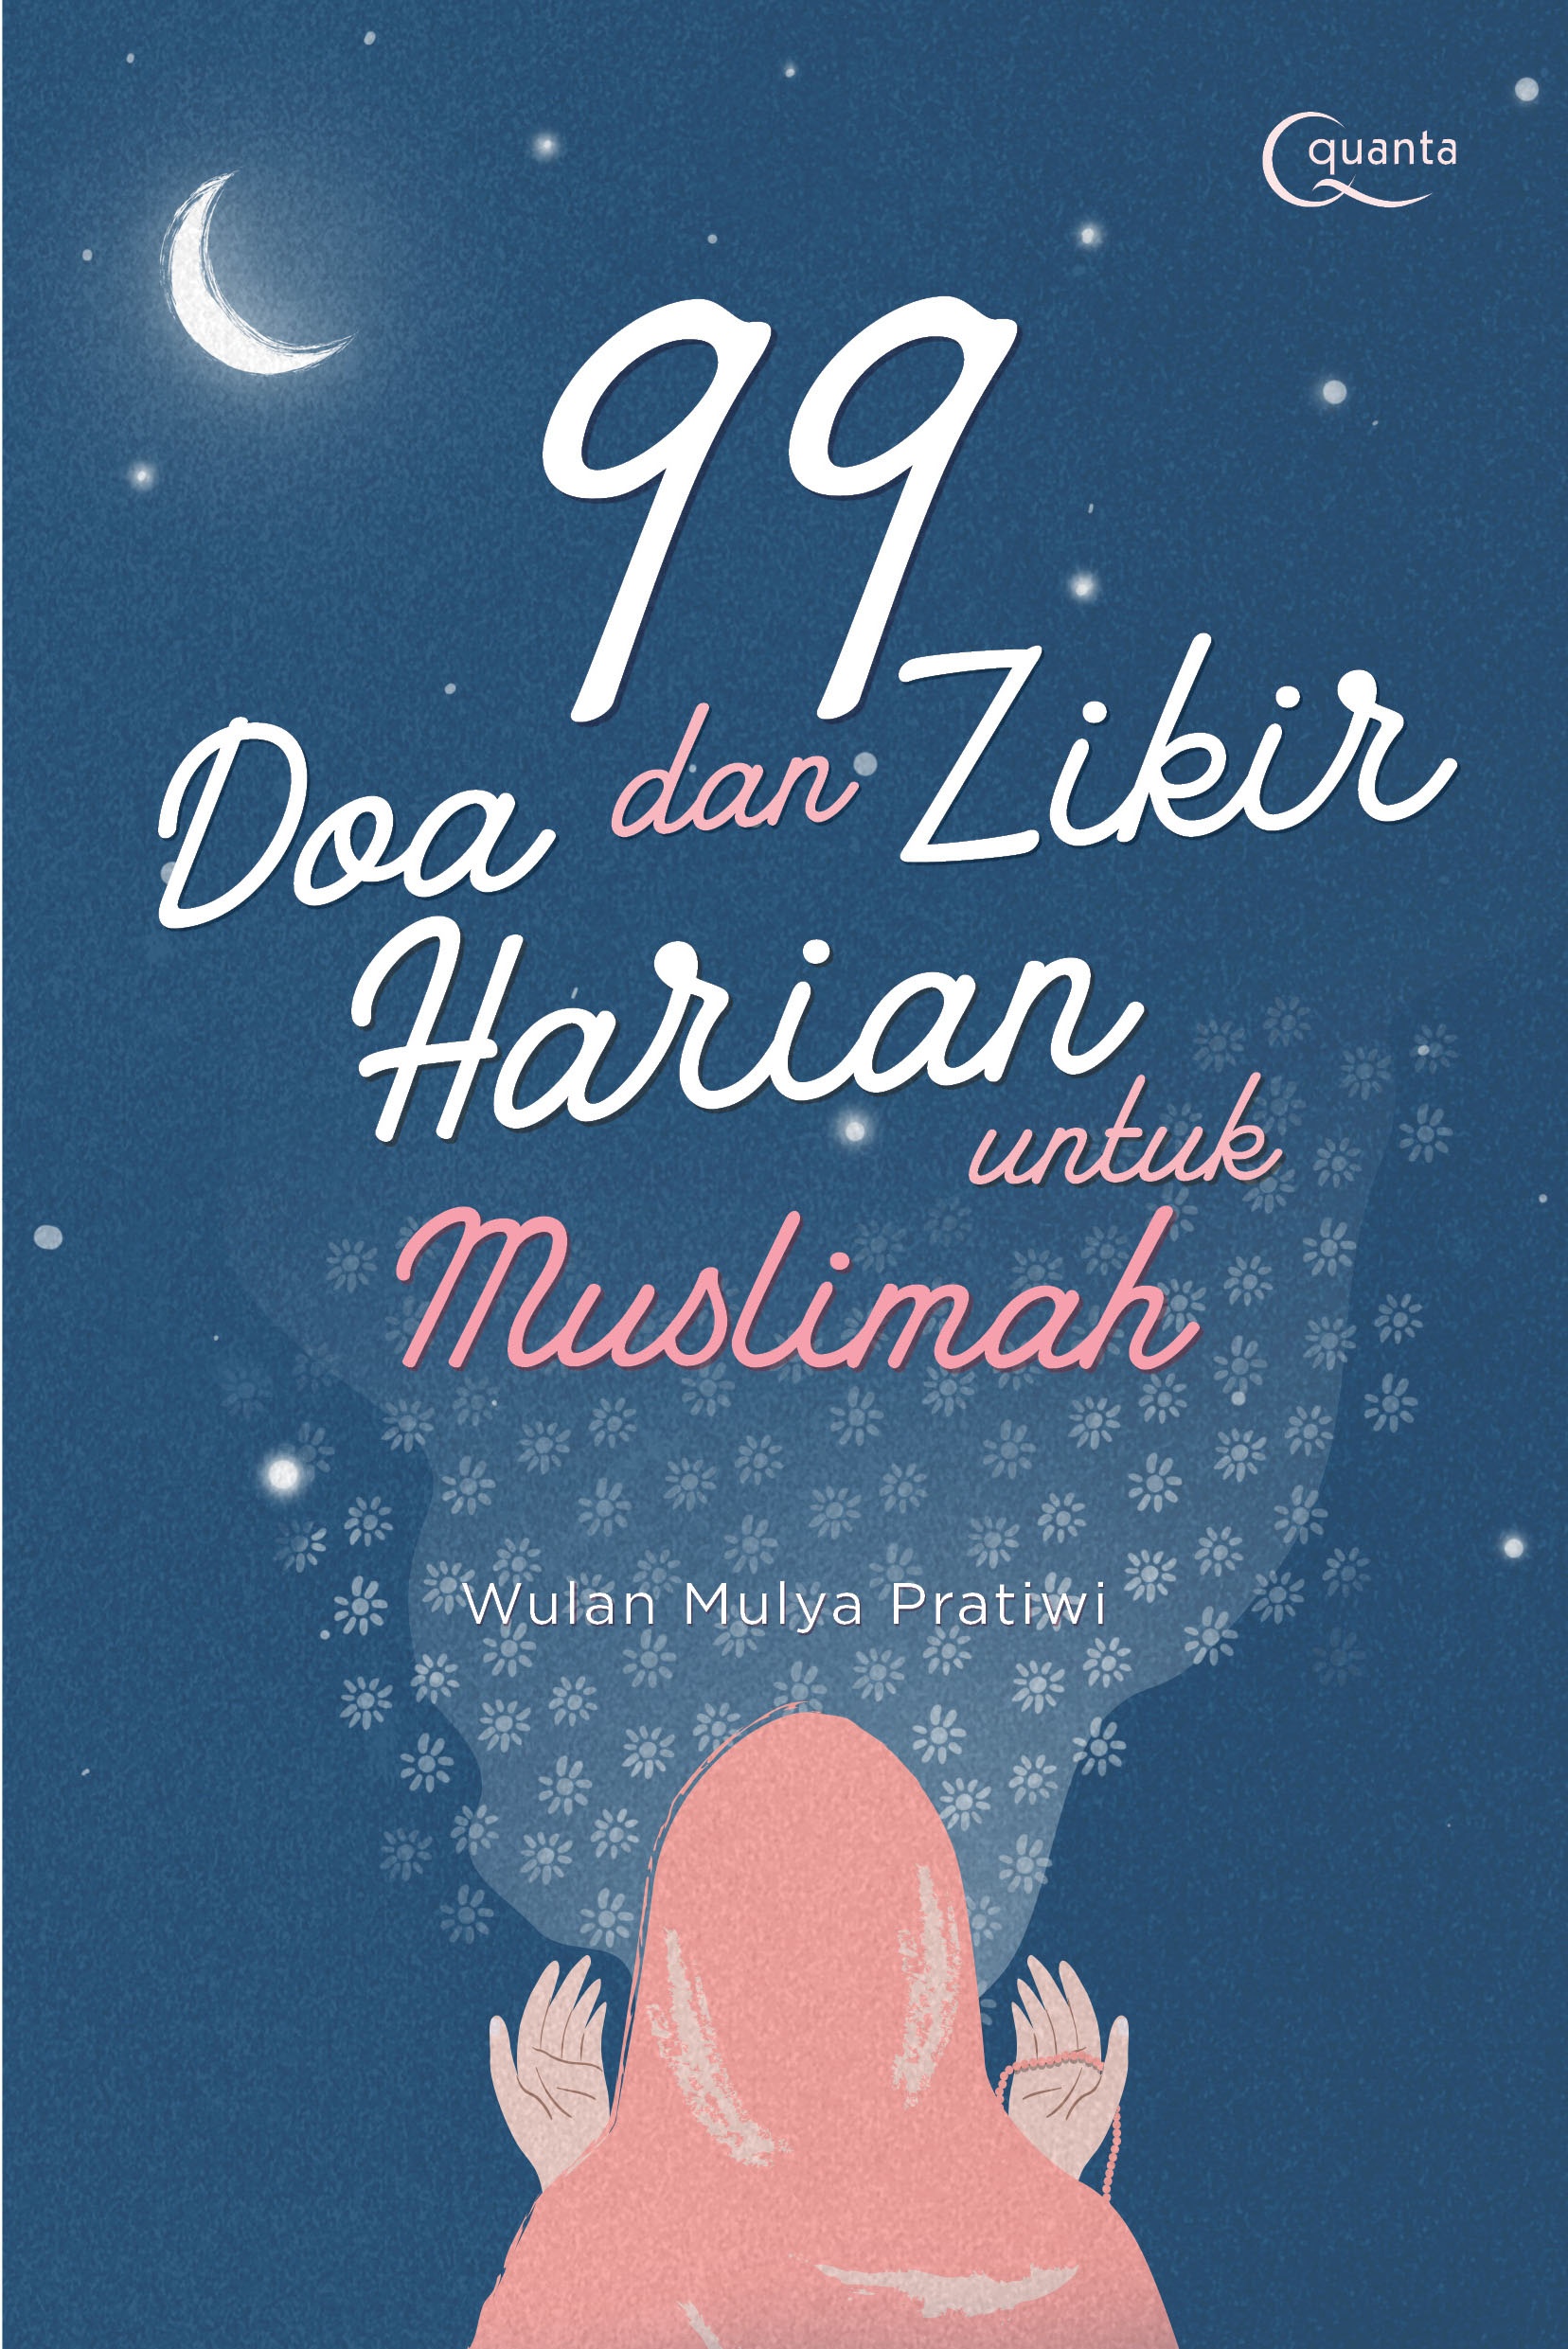 quanta
99
Doa dan Zikir
Harian
untuk
Muslimah
Wulan Mulya Pratiwi